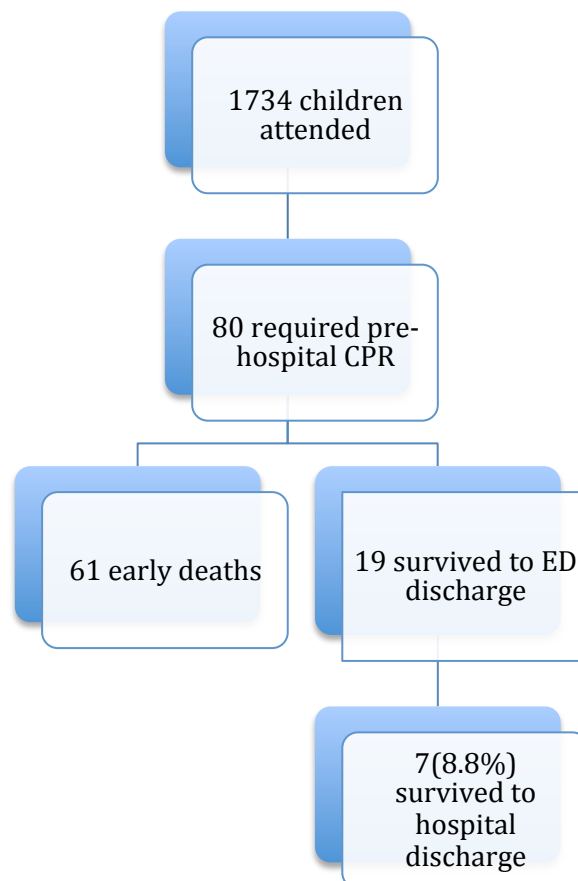 1734 children
attended
80 required pre-
hospital CPR
61 early deaths
19 survived to ED
discharge
7(8.8%)
survived to
hospital
discharge